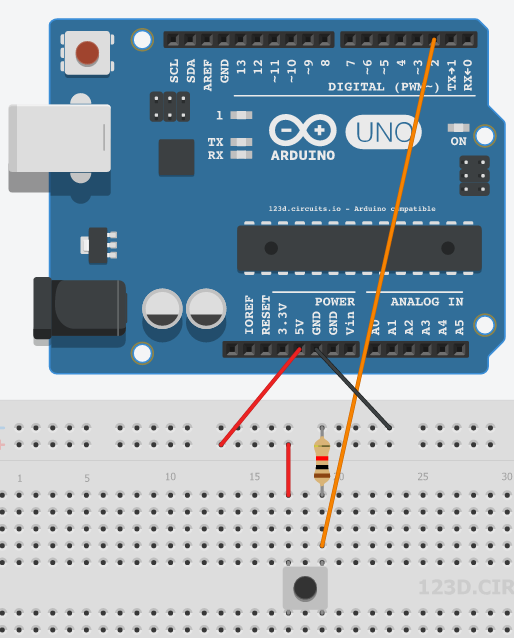 SCL
SDA
AREF
GND
13
12
~11
~10
~9
8
7
~6
~5
4
~3
2
TX→1
RX←0
DIGITAL (PWM~)
1
TX
RX
ARDUINO
UNO
ON
123d.circuits.io - Arduino compatible
POWER
ANALOG IN
IOREF
RESET
3.3V
5V
GND
GND
Vin
A0
A1
A2
A3
A4
A5
1
5
10
15
20
25
30
123D.CIR